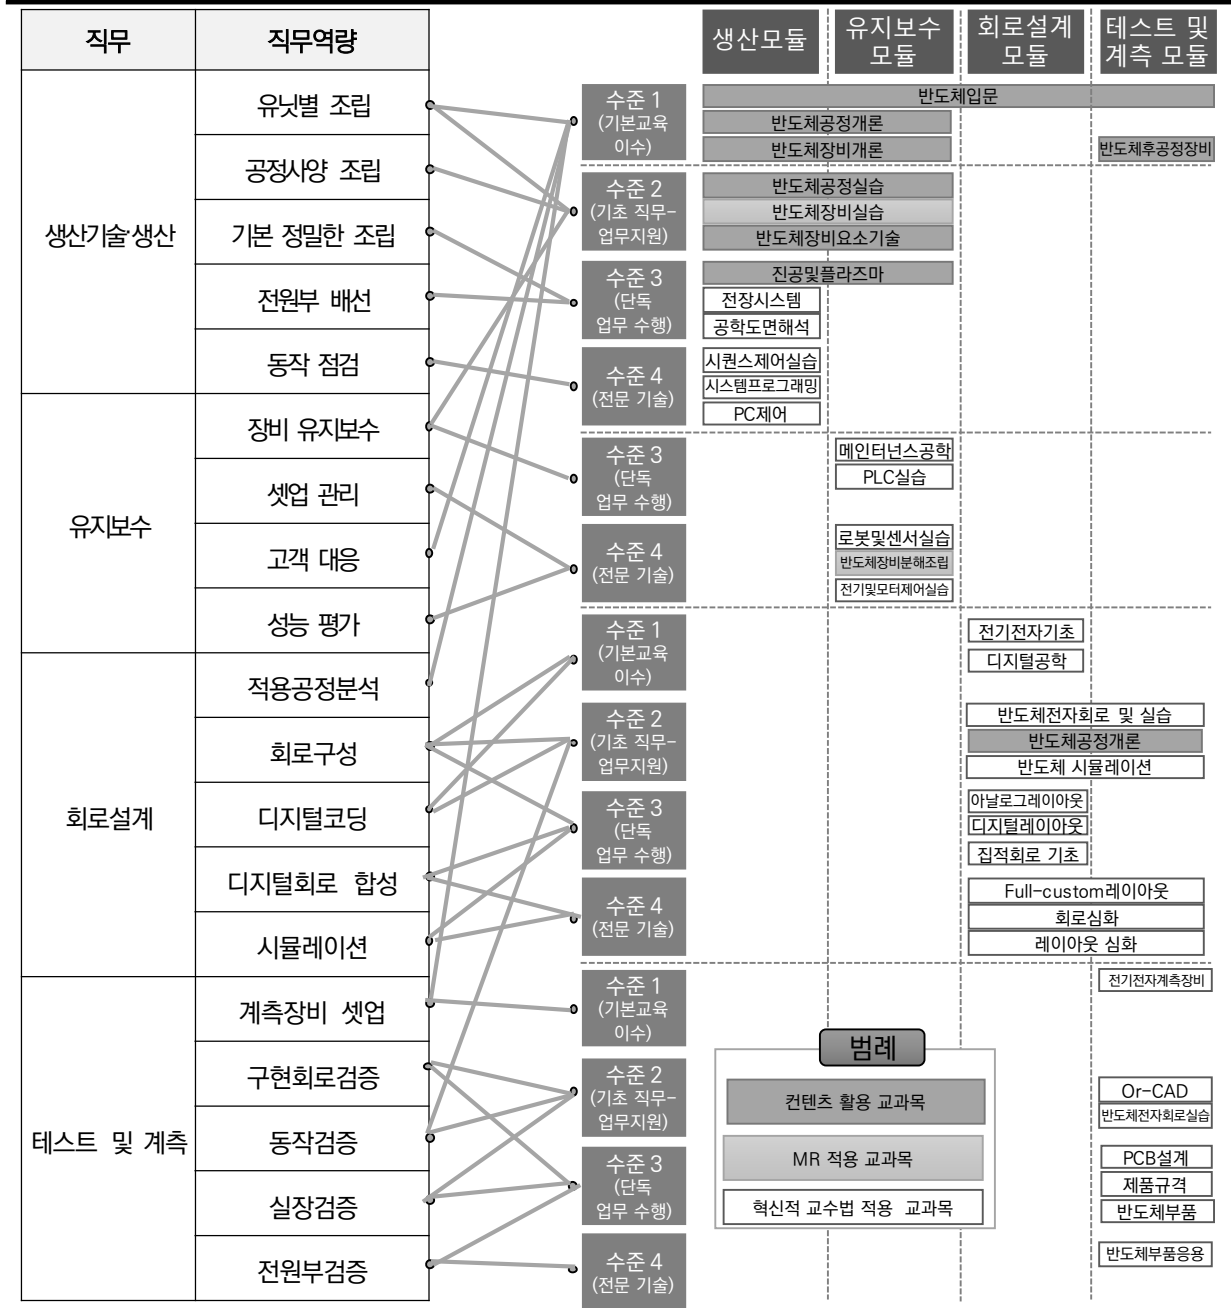 직무
직무역량
생산모듈
유지보수
모듈
회로설계
모듈
테스트 및
계측 모듈
생산기술·생산
유닛별 조립
공정사양 조립
기본 정밀한 조립
전원부 배선
동작 점검
유지보수
장비 유지보수
셋업 관리
고객 대응
성능 평가
회로설계
적용공정분석
회로구성
디지털코딩
디지털회로 합성
시뮬레이션
테스트 및 계측
계측장비 셋업
구현회로검증
동작검증
실장검증
전원부검증
수준 1
(기본교육
이수)
반도체입문
반도체공정개론
반도체장비개론
반도체후공정장비
수준 2
(기초 직무-
업무지원)
반도체공정실습
반도체장비실습
반도체장비요소기술
수준 3
(단독
업무 수행)
진공및플라즈마
전장시스템
공학도면해석
수준 4
(전문 기술)
시퀀스제어실습
시스템프로그래밍
PC제어
수준 3
(단독
업무 수행)
메인터넌스공학
PLC실습
수준 4
(전문 기술)
로봇및센서실습
반도체장비분해조립
전기및모터제어실습
수준 1
(기본교육
이수)
전기전자기초
디지털공학
수준 2
(기초 직무-
업무지원)
반도체전자회로 및 실습
반도체공정개론
반도체 시뮬레이션
수준 3
(단독
업무 수행)
아날로그레이아웃
디지털레이아웃
집적회로 기초
수준 4
(전문 기술)
Full-custom레이아웃
회로심화
레이아웃 심화
수준 1
(기본교육
이수)
전기전자계측장비
수준 2
(기초 직무-
업무지원)
Or-CAD
반도체전자회로실습
수준 3
(단독
업무 수행)
PCB설계
제품규격
반도체부품
수준 4
(전문 기술)
반도체부품응용
범례
컨텐츠 활용 교과목
MR 적용 교과목
혁신적 교수법 적용 교과목